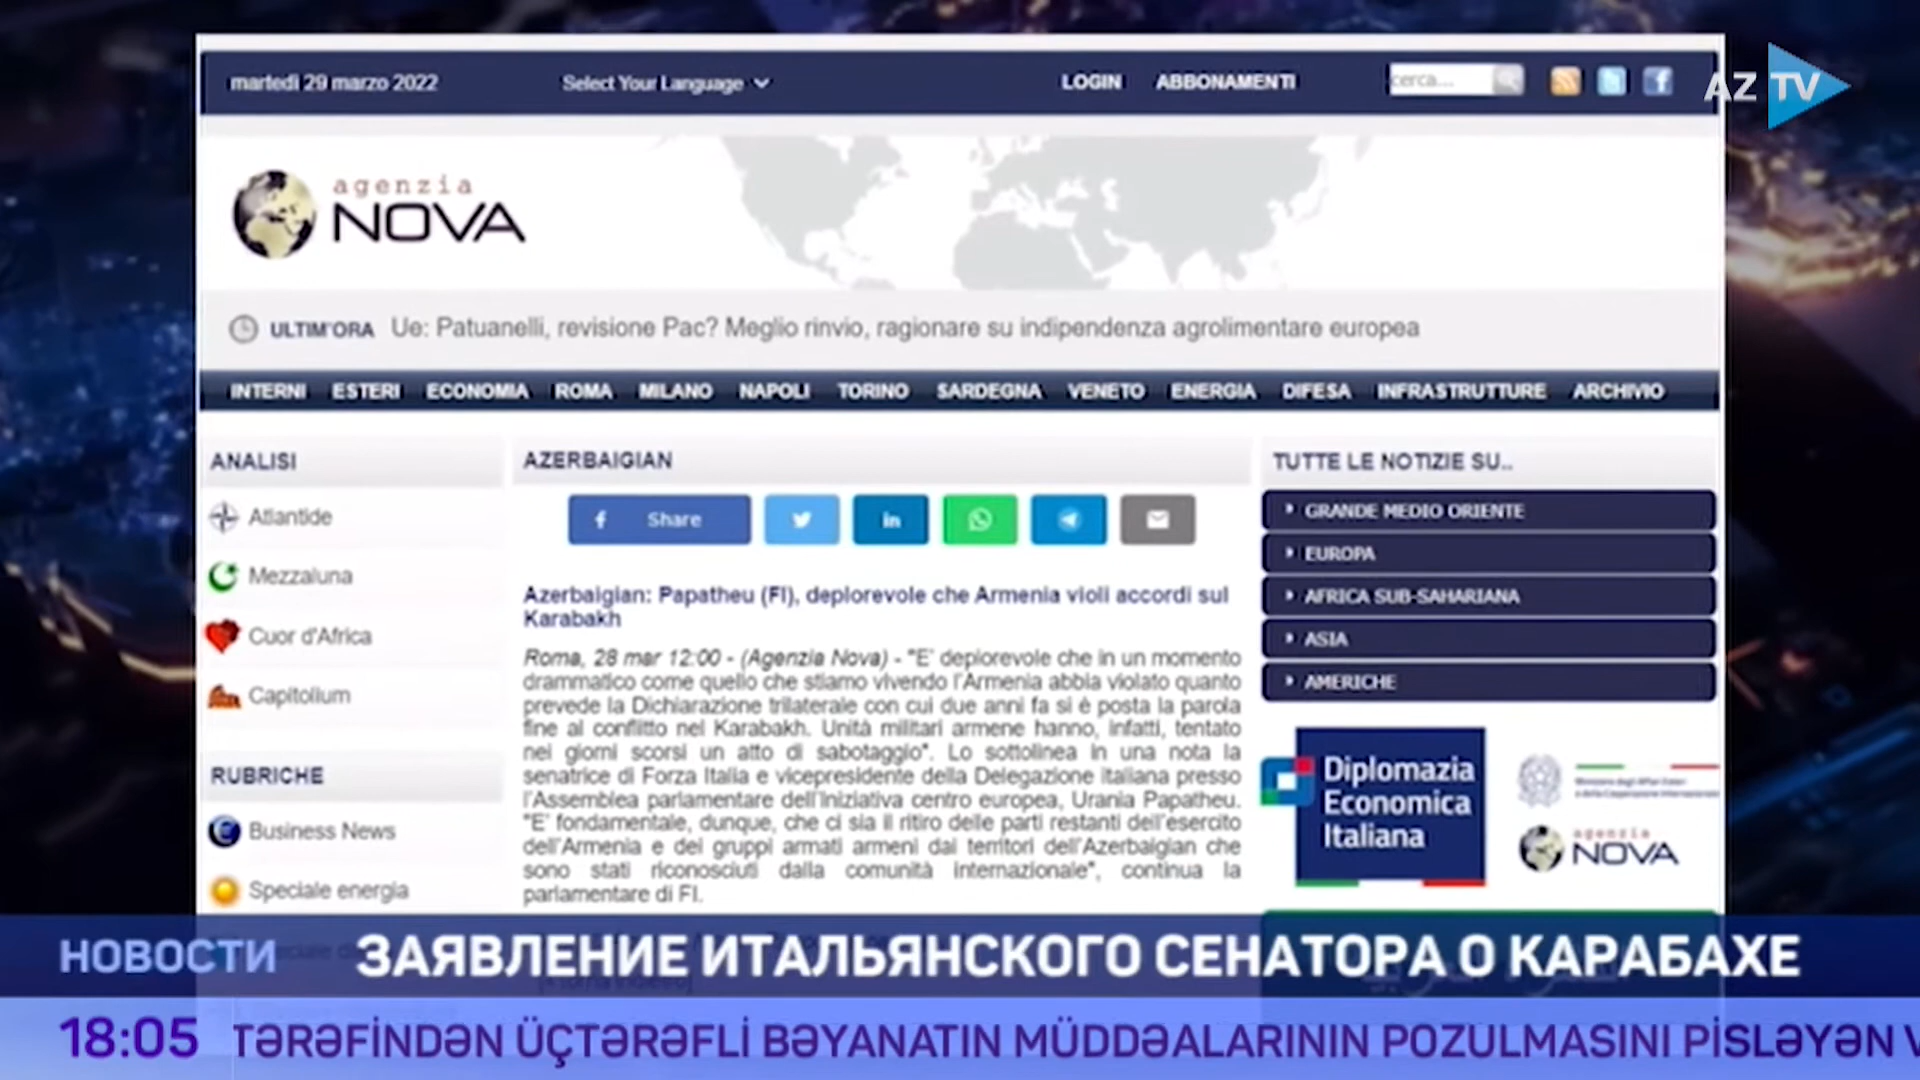 martedì 29 marzo 2022
Select Your Language
LOGIN
ABBONAMENTI
cerca...
AZ TV
agenzia
NOVA
ULTIM'ORA Ue: Patuanelli, revisione Pac? Meglio rinvio, ragionare su indipendenza agrolimentare europea
INTERNI ESTERI ECONOMIA ROMA MILANO NAPOLI TORINO SARDEGNA VENETO ENERGIA DIFESA INFRASTRUTTURE ARCHIVIO
ANALISI
Atlantide
Mezzaluna
Cuor d'Africa
Capitolium
RUBRICHE
Business News
Speciale energia
AZERBAIGIAN
Share
Azerbaigian: Papatheu (FI), deplorevole che Armenia violi accordi sul
Karabakh
Roma, 28 mar 12:00 - (Agenzia Nova) - "E' deplorevole che in un momento
drammatico come quello che stiamo vivendo l'Armenia abbia violato quanto
prevede la Dichiarazione trilaterale con cui due anni fa si è posta la parola
fine al conflitto nel Karabakh. Unità militari armene hanno, infatti, tentato
nei giorni scorsi un atto di sabotaggio". Lo sottolinea in una nota la
senatrice di Forza Italia e vicepresidente della Delegazione italiana presso
l'Assemblea parlamentare dell'Iniziativa centro europea, Urania Papatheu.
"E' fondamentale, dunque, che ci sia il ritiro delle parti restanti dell'esercito
dell'Armenia e dei gruppi armati armeni dai territori dell'Azerbaigian che
sono stati riconosciuti dalla comunità internazionale", continua la
parlamentare di FI.
TUTTE LE NOTIZIE SU..
GRANDE MEDIO ORIENTE
EUROPA
AFRICA SUB-SAHARIANA
ASIA
AMERICHE
Diplomazia
Economica
Italiana
agenzia
NOVA
НОВОСТИ ЗАЯВЛЕНИЕ ИТАЛЬЯНСКОГО СЕНАТОРА О КАРАБАХЕ
18:05 TƏRƏFİNDƏN ÜÇTƏRƏFLİ BƏYANATIN MÜDDƏALARININ POZULMASINI PİSLƏYƏN V